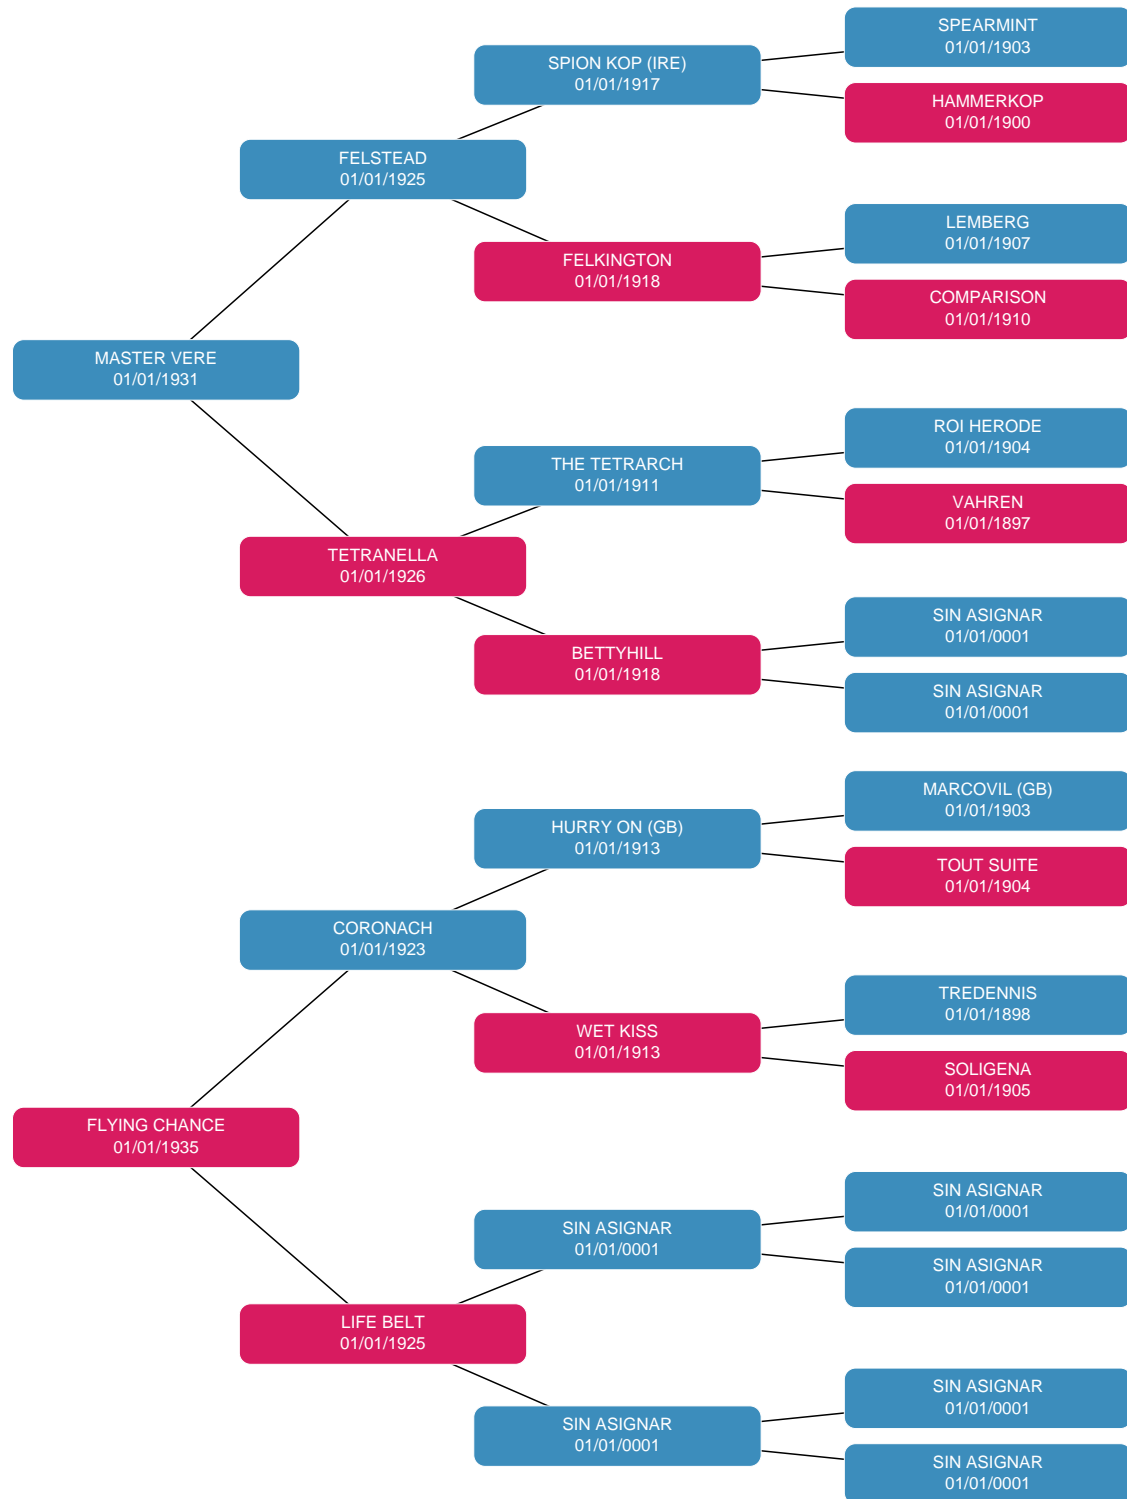 SPEARMINT
01/01/1903
SPION KOP (IRE)
01/01/1917
HAMMERKOP
01/01/1900
FELSTEAD
01/01/1925
LEMBERG
01/01/1907
FELKINGTON
01/01/1918
COMPARISON
01/01/1910
MASTER VERE
01/01/1931
ROI HERODE
01/01/1904
THE TETRARCH
01/01/1911
VAHREN
01/01/1897
TETRANELLA
01/01/1926
SIN ASIGNAR
01/01/0001
BETTYHILL
01/01/1918
SIN ASIGNAR
01/01/0001
MARCOVIL (GB)
01/01/1903
HURRY ON (GB)
01/01/1913
TOUT SUITE
01/01/1904
CORONACH
01/01/1923
TREDENNIS
01/01/1898
WET KISS
01/01/1913
SOLIGENA
01/01/1905
FLYING CHANCE
01/01/1935
SIN ASIGNAR
01/01/0001
SIN ASIGNAR
01/01/0001
SIN ASIGNAR
01/01/0001
LIFE BELT
01/01/1925
SIN ASIGNAR
01/01/0001
SIN ASIGNAR
01/01/0001
SIN ASIGNAR
01/01/0001